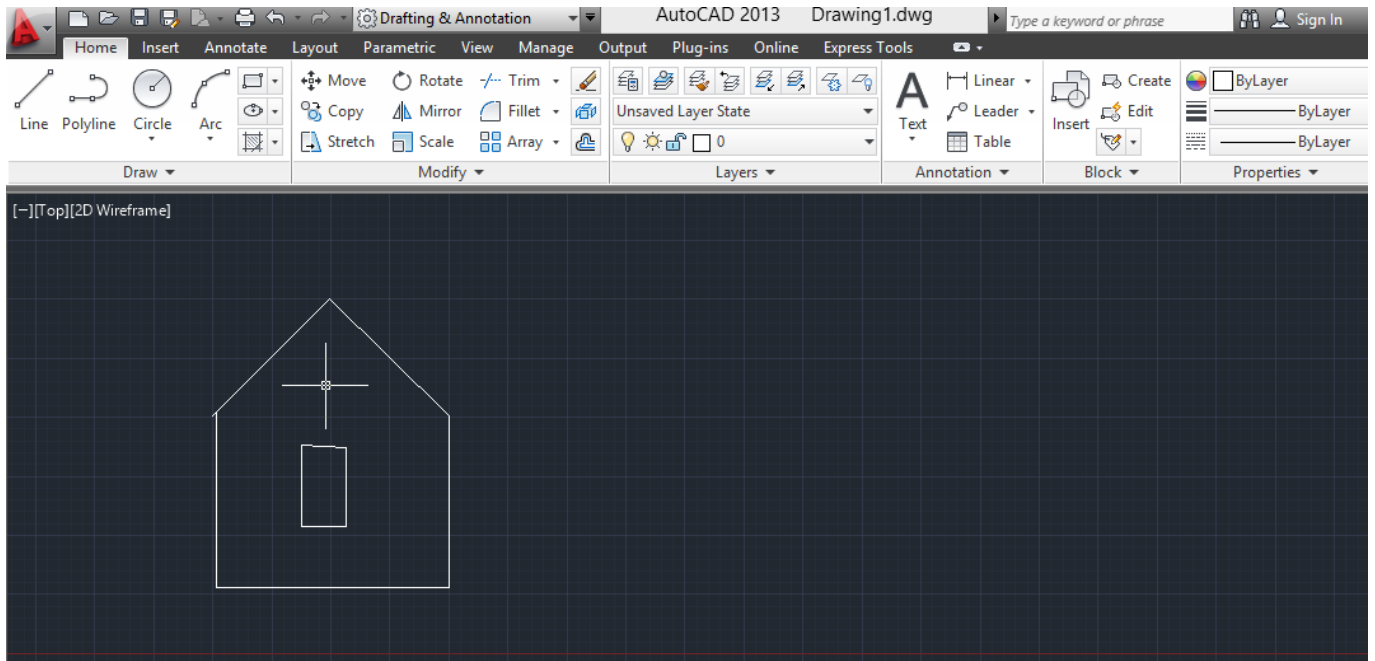 Drafting & Annotation AutoCAD 2013 Drawing1.dwg Type a keyword or phrase Sign In
Home Insert Annotate Layout Parametric View Manage Output Plug-ins Online Express Tools
Move Rotate Trim Linear Create ByLayer
Copy Mirror Fillet Unsaved Layer State Leader Edit ByLayer
Line Polyline Circle Arc Text Insert
Stretch Scale Array 0 Table ByLayer
Draw Modify Layers Annotation Block Properties
[−][Top][2D Wireframe]